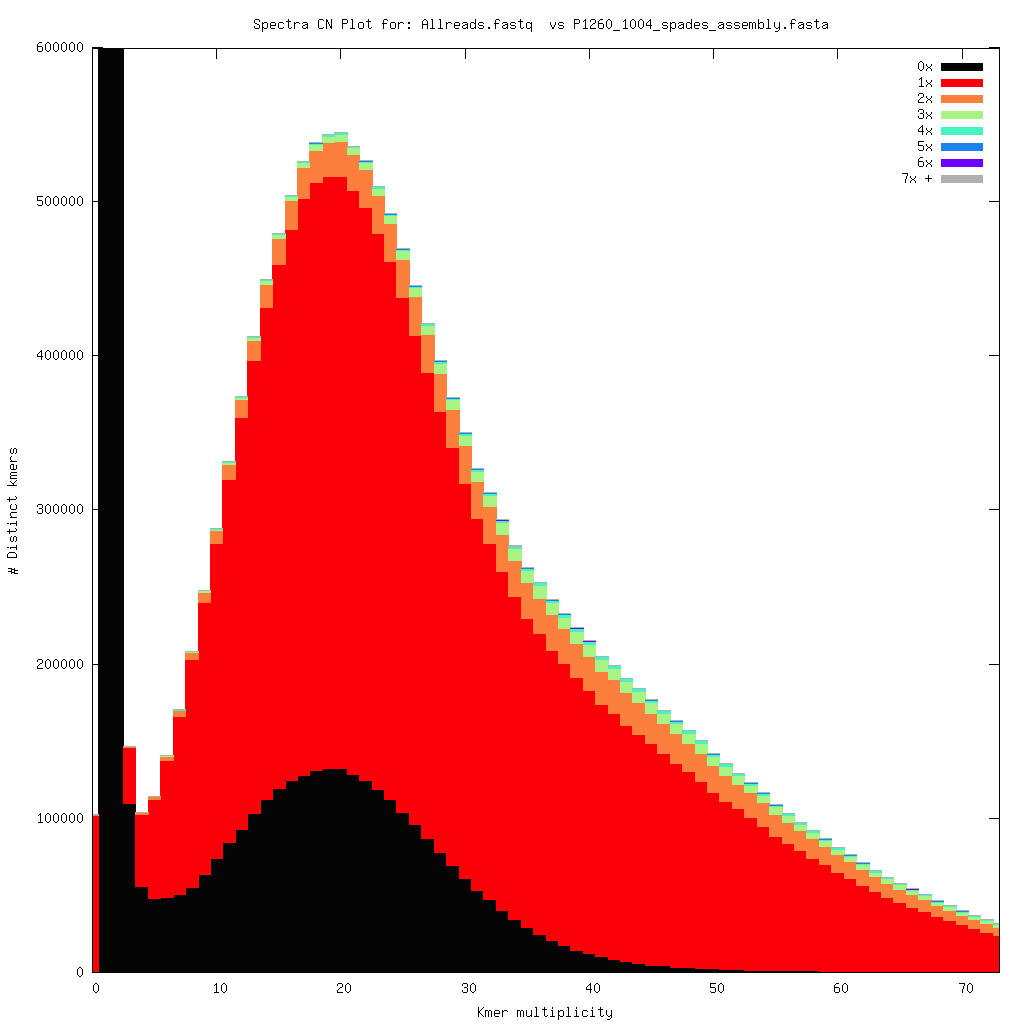 Spectra CN Plot for: Allreads.fastq  vs P1260_1004_spades_assembly.fasta
600000
500000
400000
300000
200000
100000
0
# Distinct kmers
0x
1x
2x
3x
4x
5x
6x
7x +
0 10 20 30 40 50 60 70
Kmer multiplicity